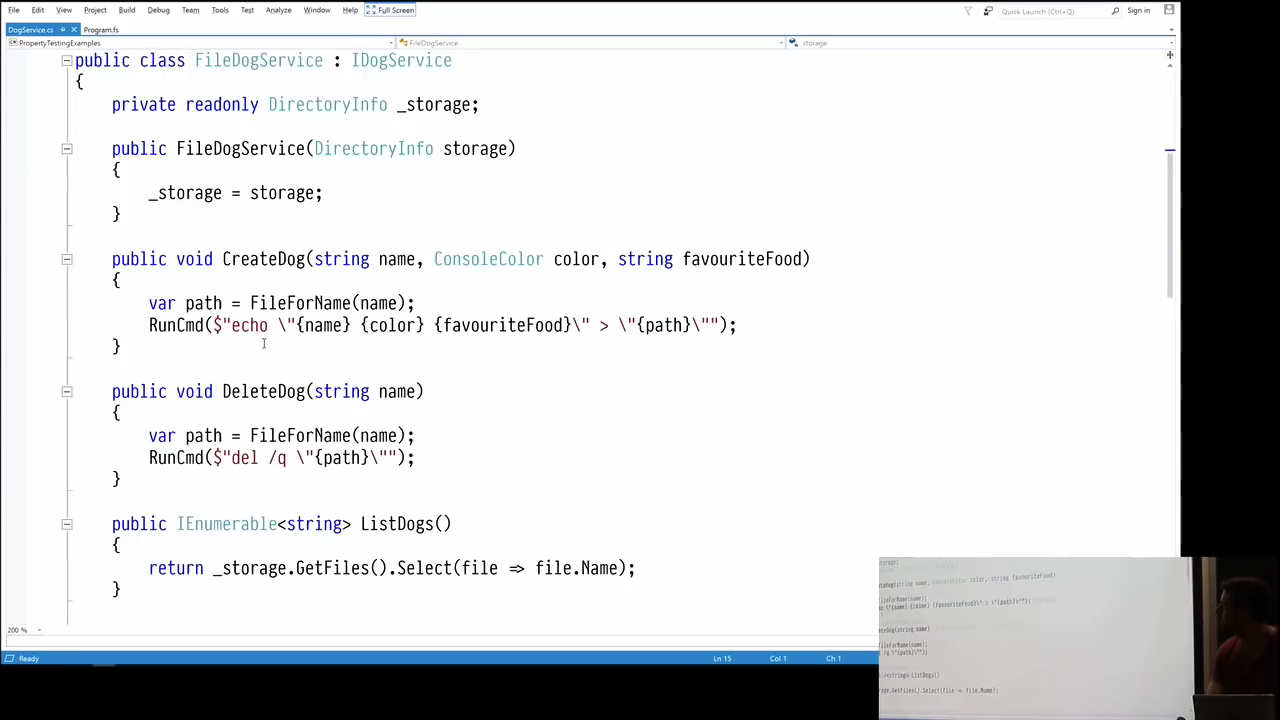 File Edit View Project Build Debug Team Tools Test Analyze Window Help Full Screen Quick Launch (Ctrl+Q) Sign in
DogService.cs Program.fs
PropertyTestingExamples FileDogService _storage
public class FileDogService : IDogService
{
private readonly DirectoryInfo _storage;
public FileDogService(DirectoryInfo storage)
{
_storage = storage;
}
public void CreateDog(string name, ConsoleColor color, string favouriteFood)
{
var path = FileForName(name);
RunCmd($"echo \"{name} {color} {favouriteFood}\" > \"{path}\"");
}
public void DeleteDog(string name)
{
var path = FileForName(name);
RunCmd($"del /q \"{path}\"");
}
public IEnumerable<string> ListDogs()
{
return _storage.GetFiles().Select(file => file.Name);
}
200 %
Ready Ln 15 Col 1 Ch 1